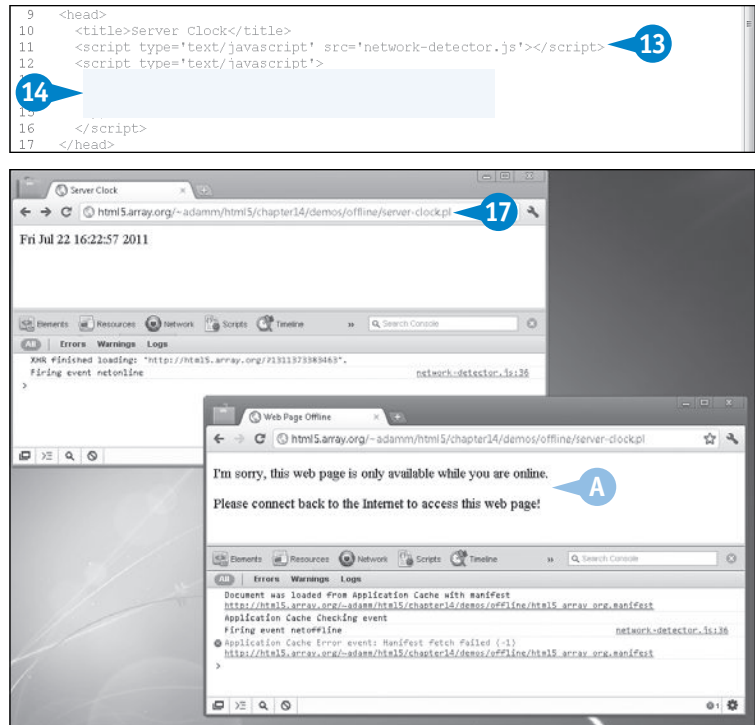 9 <head>
10 <title>Server Clock</title>
11 <script type='text/javascript' src='network-detector.js'></script>
13
12 <script type='text/javascript'>
14
15
16 </script>
17 </head>
Server Clock
html5.array.org/~adamm/html5/chapter14/demos/offline/server-clock.pl
17
Fri Jul 22 16:22:57 2011
Elements Resources Network Scripts Timeline » Search Console
All Errors Warnings Logs
XHR finished loading: "http://html5.array.org/?1311373383463".
Firing event netonline network-detector.js:36
>
Web Page Offline
html5.array.org/~adamm/html5/chapter14/demos/offline/server-clock.pl
I'm sorry, this web page is only available while you are online.
A
Please connect back to the Internet to access this web page!
Elements Resources Network Scripts Timeline » Search Console
All Errors Warnings Logs
Document was loaded from Application Cache with manifest
http://html5.array.org/~adamm/html5/chapter14/demos/offline/html5_array_org.manifest
Application Cache Checking event
Firing event netoffline network-detector.js:36
Application Cache Error event: Manifest fetch failed (-1)
http://html5.array.org/~adamm/html5/chapter14/demos/offline/html5_array_org.manifest
>
1